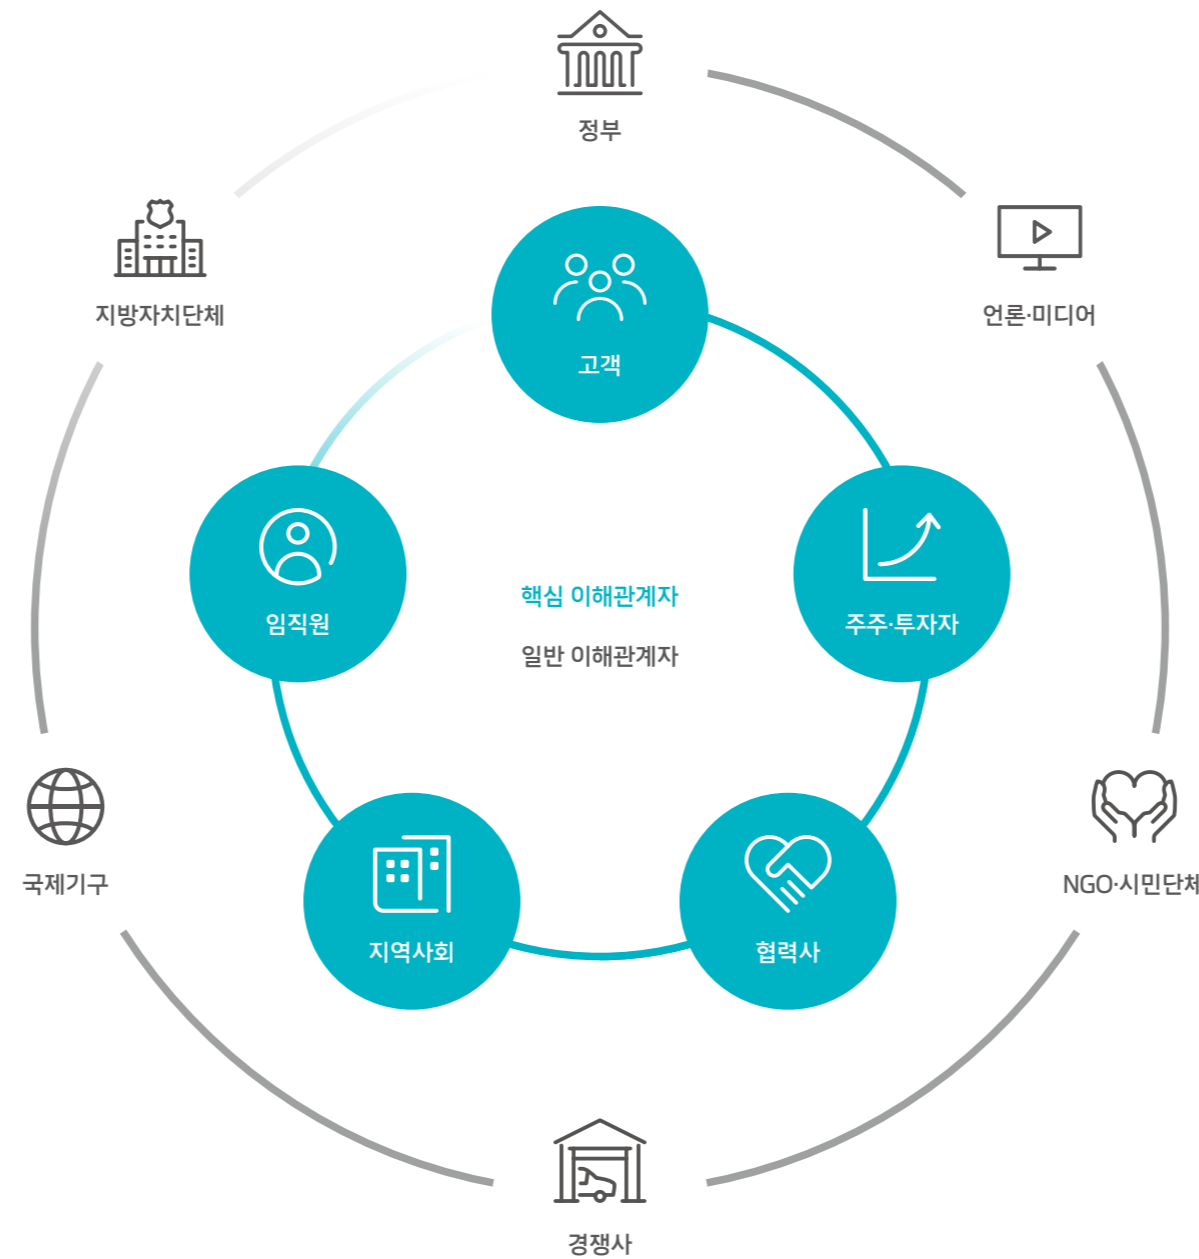 정부
지방자치단체
언론·미디어
고객
임직원
주주·투자자
핵심 이해관계자
일반 이해관계자
국제기구
NGO·시민단체
지역사회
협력사
경쟁사